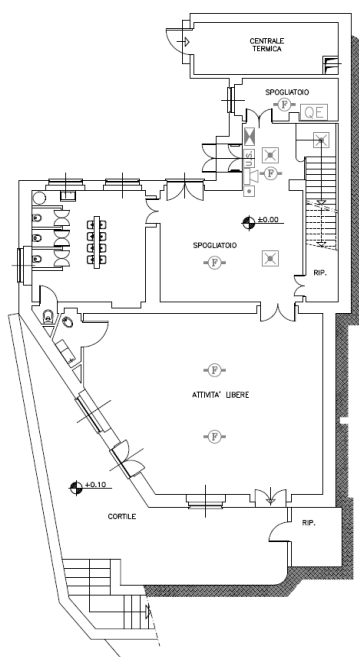 CENTRALE
TERMICA
SPOGLIATOIO
F
QE
U.S.
F
±0.00
SPOGLIATOIO
F
RIP.
F
ATTIVITA' LIBERE
F
+0.10
CORTILE
RIP.